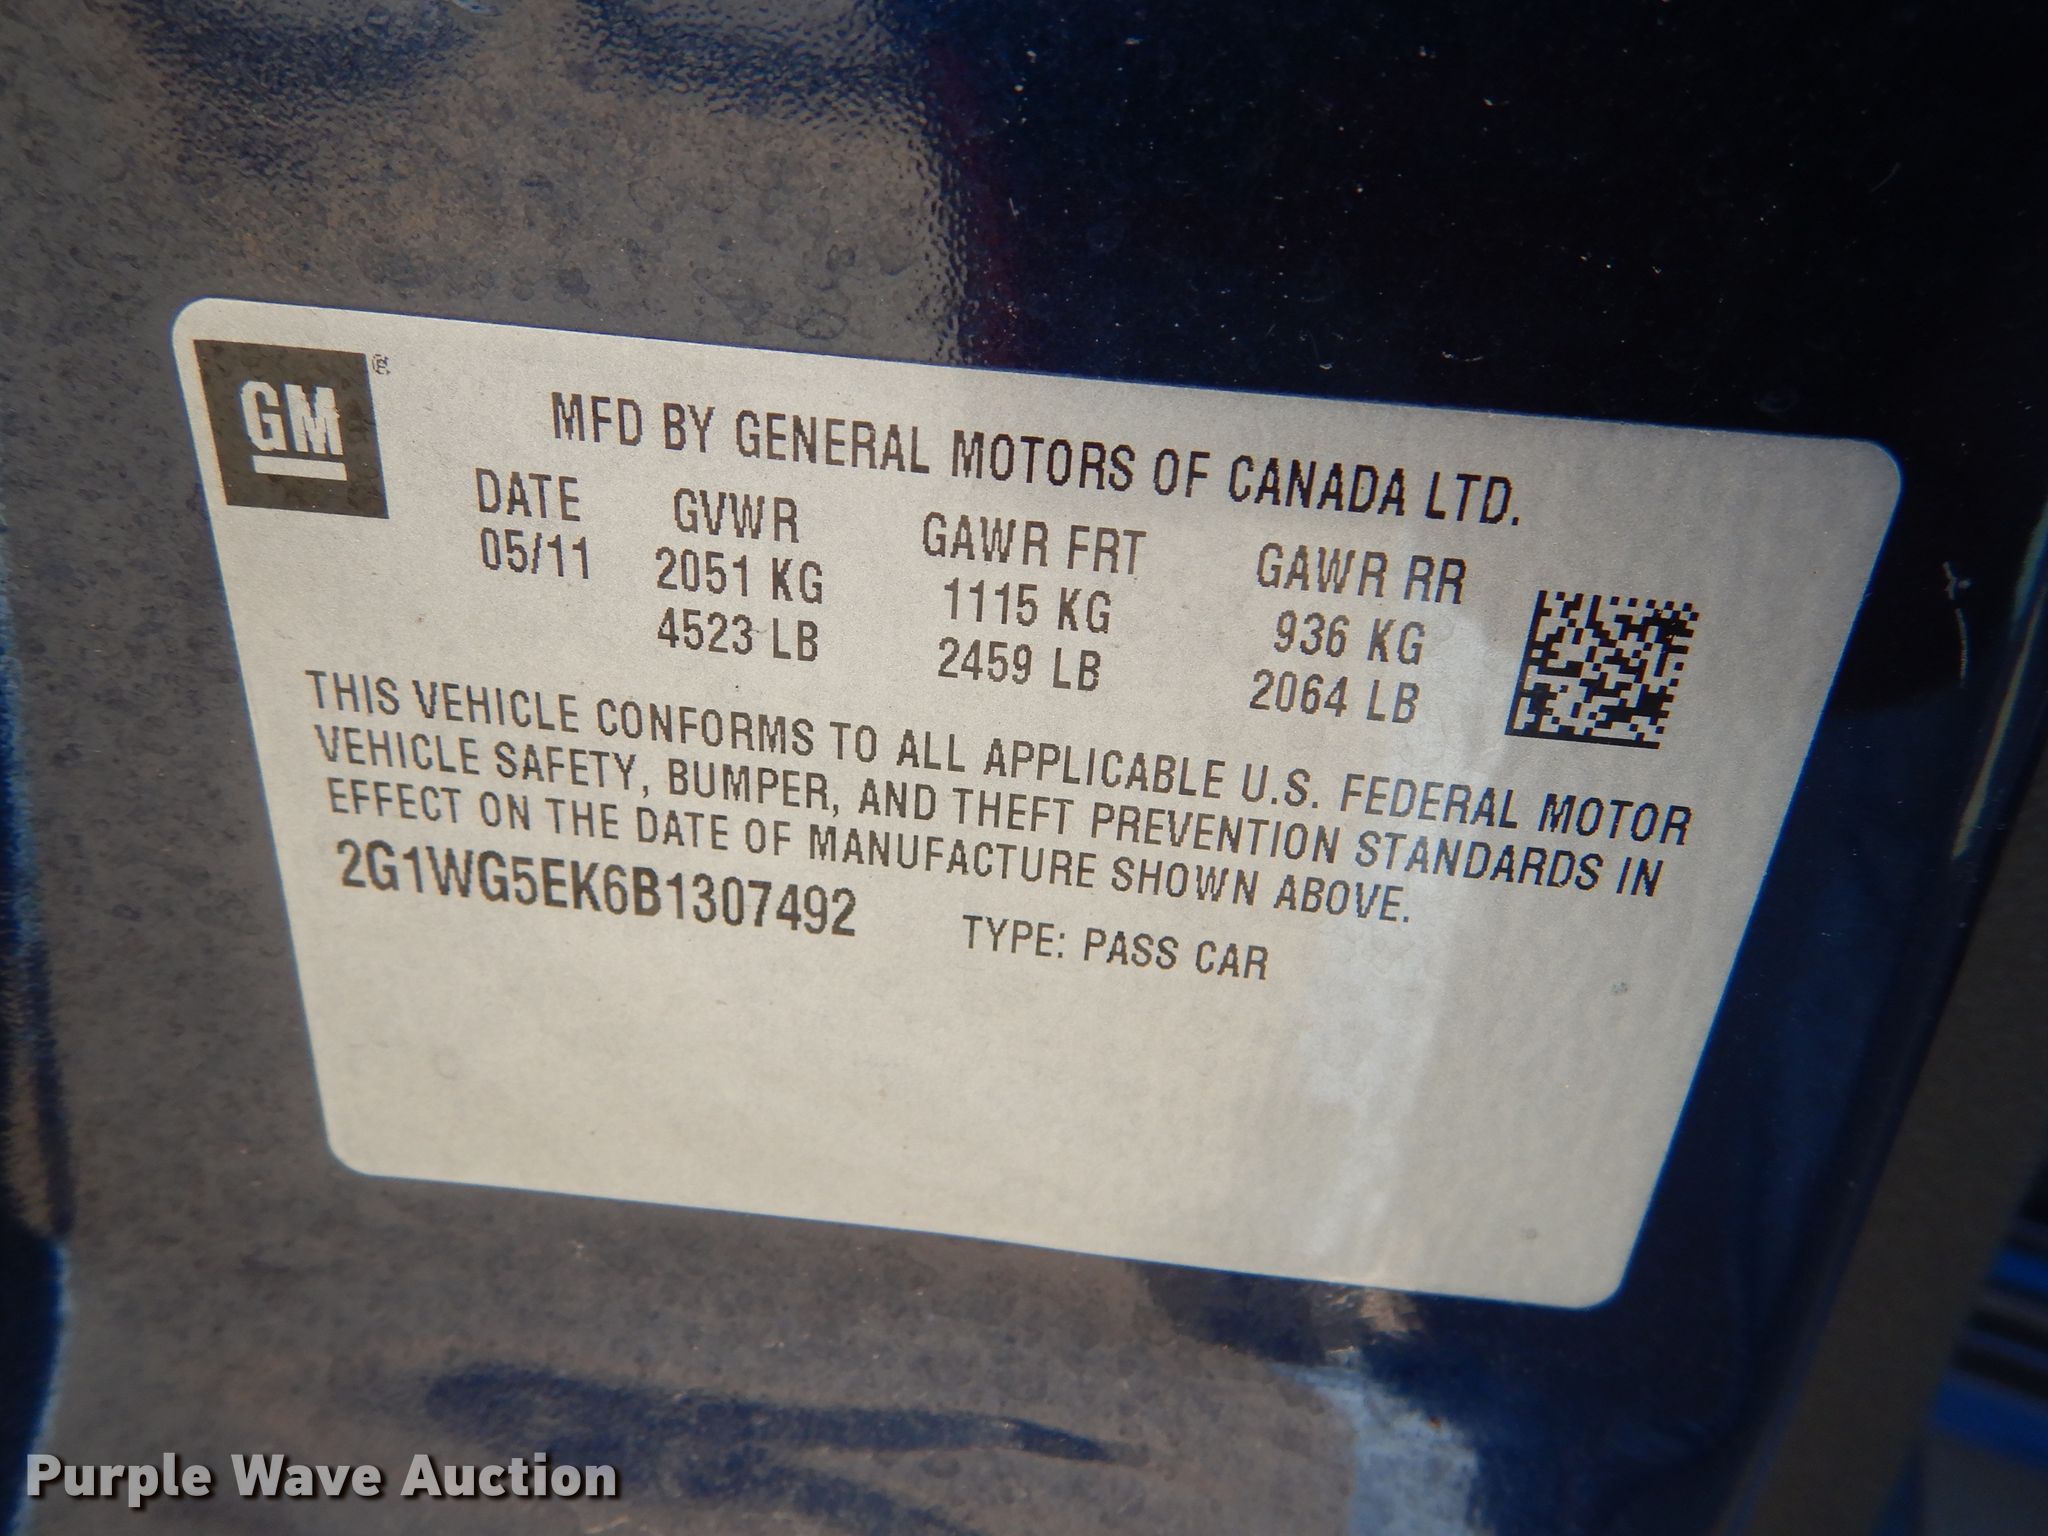 GM®
MFD BY GENERAL MOTORS OF CANADA LTD.
DATE GVWR GAWR FRT GAWR RR
05/11 2051 KG 1115 KG 936 KG
4523 LB 2459 LB 2064 LB
THIS VEHICLE CONFORMS TO ALL APPLICABLE U.S. FEDERAL MOTOR
VEHICLE SAFETY, BUMPER, AND THEFT PREVENTION STANDARDS IN
EFFECT ON THE DATE OF MANUFACTURE SHOWN ABOVE.
2G1WG5EK6B1307492 TYPE: PASS CAR
Purple Wave Auction